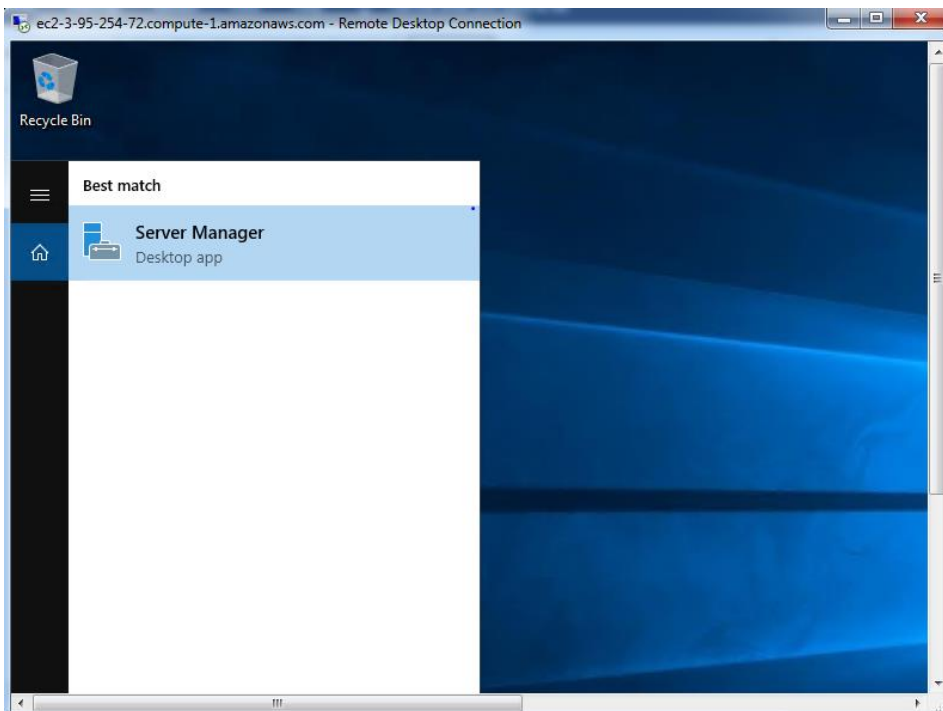 ec2-3-95-254-72.compute-1.amazonaws.com - Remote Desktop Connection
Recycle Bin
Best match
Server Manager
Desktop app